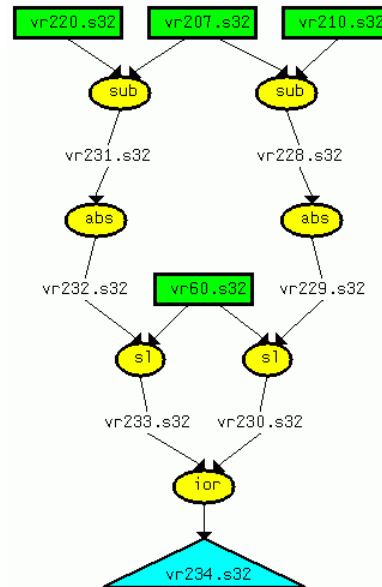 vr220.s32 vr207.s32 vr210.s32
sub sub
vr231.s32 vr228.s32
abs abs
vr232.s32 vr60.s32 vr229.s32
sl sl
vr233.s32 vr230.s32
ior
vr234.s32